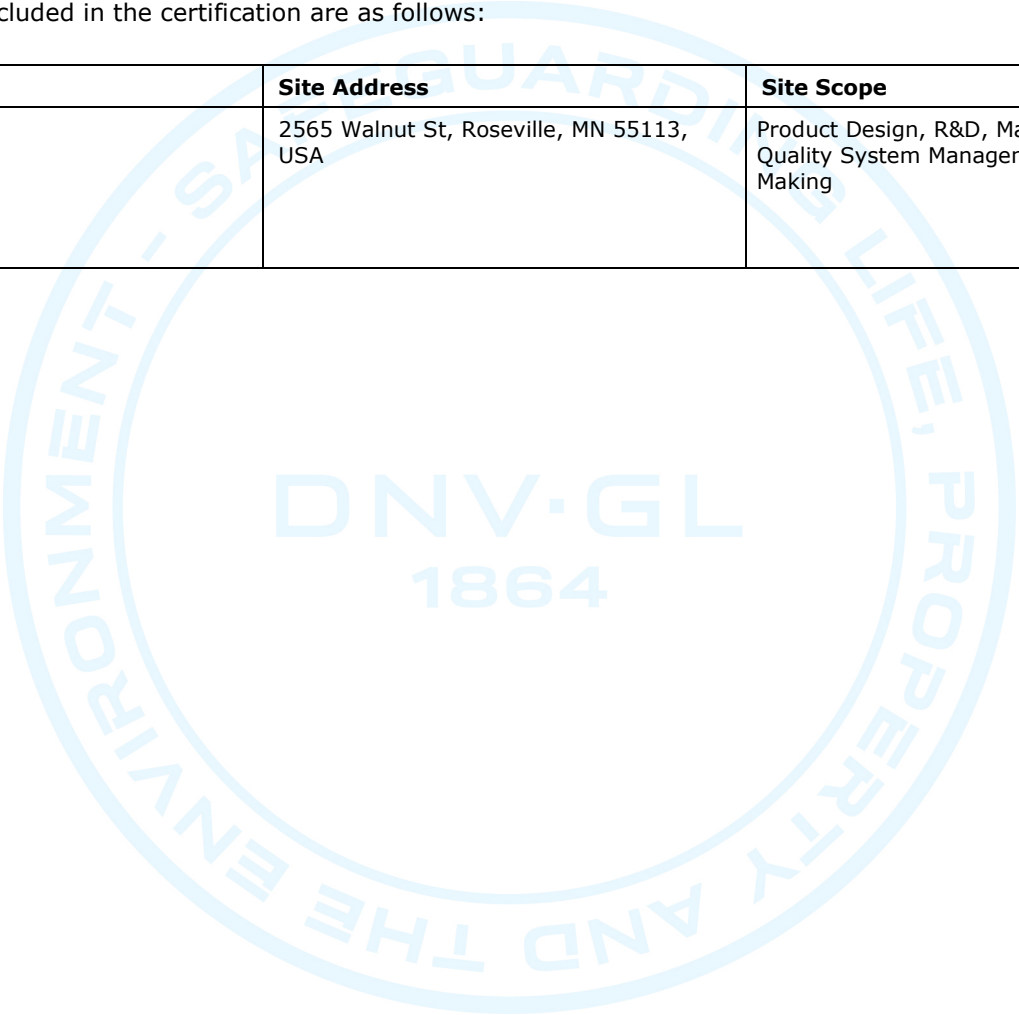 cluded in the certification are as follows:
Site Address
Site Scope
2565 Walnut St, Roseville, MN 55113,
USA
Product Design, R&D, Ma
Quality System Manager
Making
SAFEGUARDING LIFE, PROPERTY AND THE ENVIRONMENT -
DNV·GL
1864